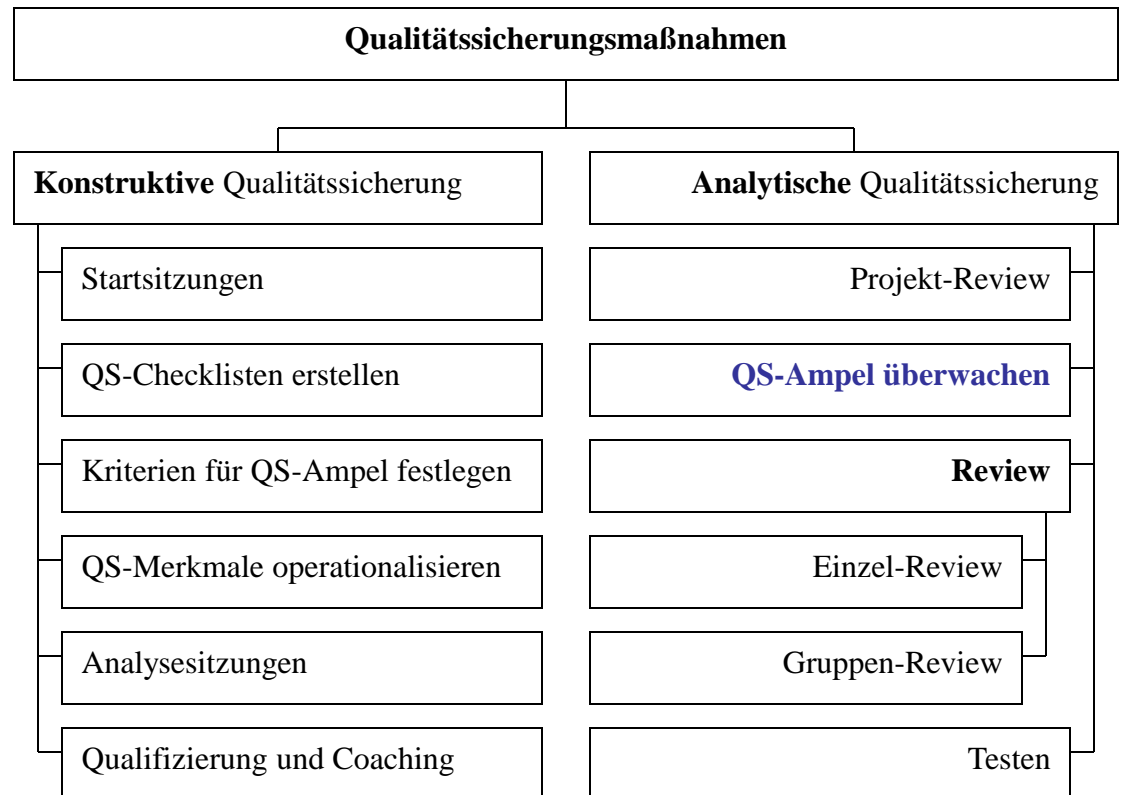 Qualitätssicherungsmaßnahmen
Konstruktive Qualitätssicherung
Startsitzungen
QS-Checklisten erstellen
Kriterien für QS-Ampel festlegen
QS-Merkmale operationalisieren
Analysesitzungen
Qualifizierung und Coaching
Analytische Qualitätssicherung
Projekt-Review
QS-Ampel überwachen
Review
Einzel-Review
Gruppen-Review
Testen